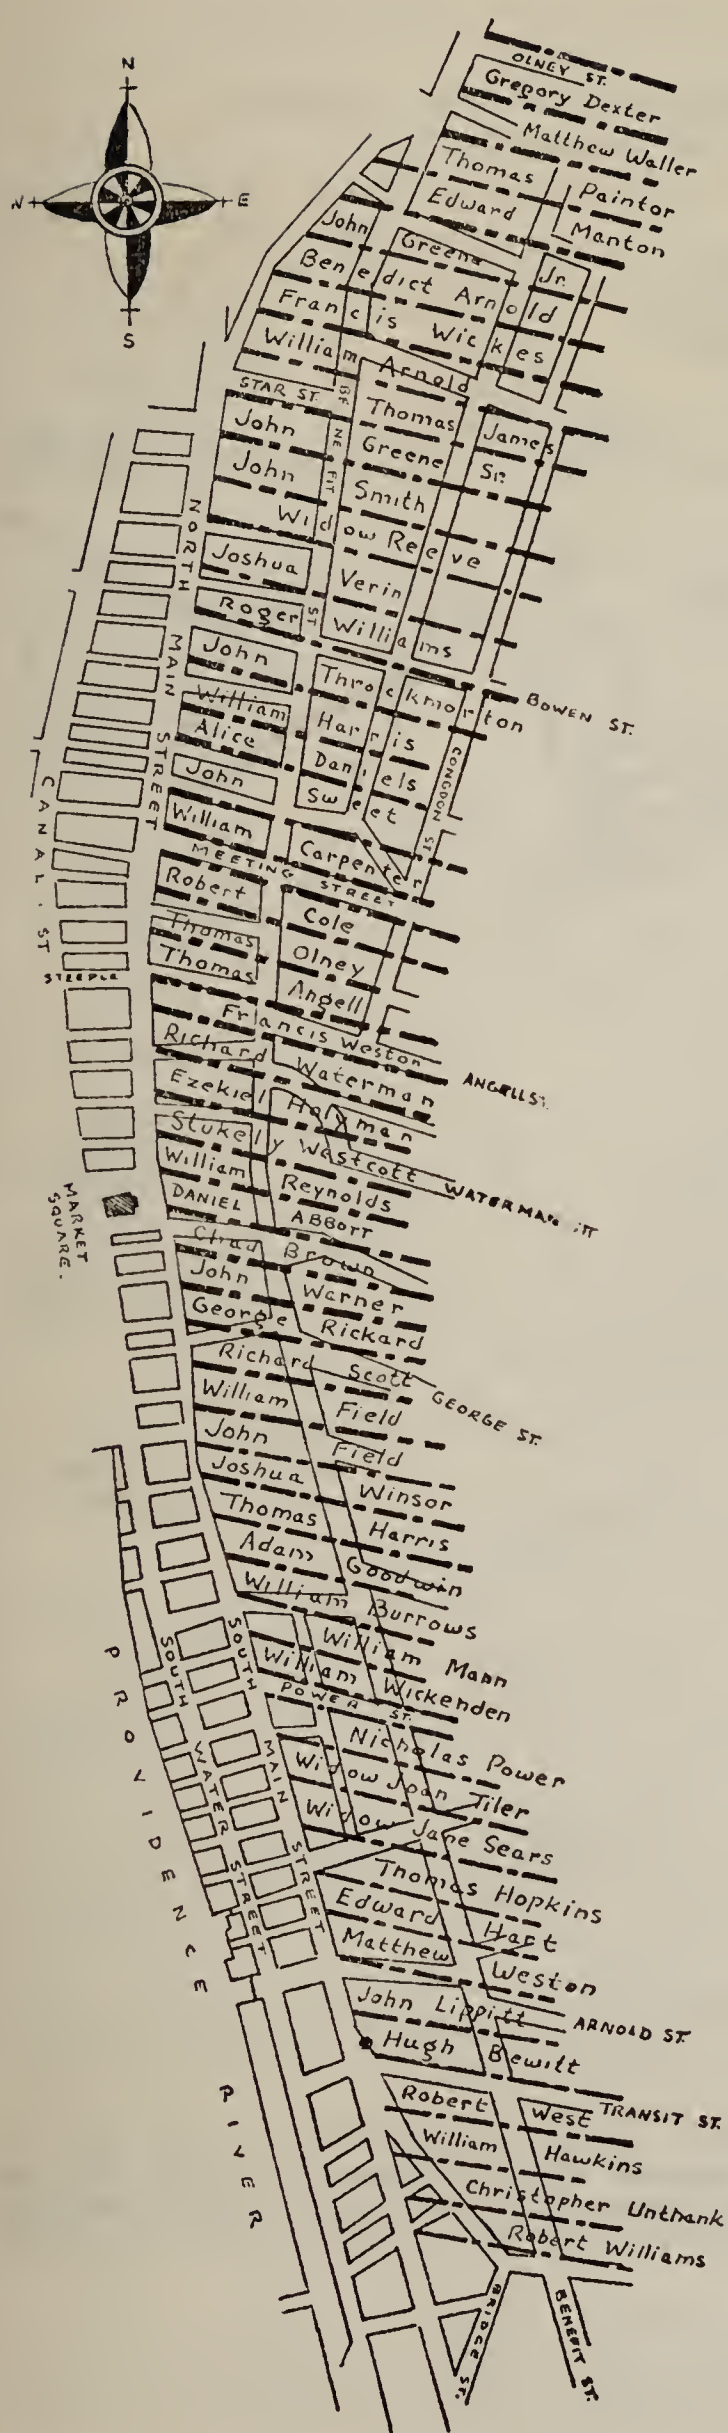 N
W
E
S
OLNEY ST.
Gregory Dexter
Matthew Waller
Thomas Paintor
Edward Manton
John Greene Jr.
Benedict Arnold
Francis Wickes
William Arnold
STAR ST.
BENEFIT ST
John Thomas James
John Greene Sr.
Smith
Widow Reeve
Joshua Verin
Roger Williams
BOWEN ST.
NORTH MAIN STREET
John Throckmorton
William Harris
Alice Daniels
John Sweet
CONGDON ST.
William Carpenter
MEETING STREET
CANAL ST
Robert Cole
Thomas Olney
Thomas Angell
STEEPLE
Francis Weston
ANGELL ST.
Richard Waterman
Ezekiel Holyman
Stukely Westcott
WATERMAN ST
William Reynolds
DANIEL ABBOTT
MARKET
SQUARE.
Chad Brown
John Warner
George Rickard
Richard Scott
GEORGE ST.
William Field
John Field
Joshua Winsor
Thomas Harris
Adam Goodwin
William Burrows
William Mann
William Wickenden
POWER ST.
SOUTH MAIN STREET
SOUTH WATER STREET
PROVIDENCE RIVER
Nicholas Power
Widow Joan Tiler
Widow Jane Sears
Thomas Hopkins
Edward Hart
Matthew Weston
John Lippitt
ARNOLD ST.
Hugh Bewitt
TRANSIT ST.
Robert West
William Hawkins
Christopher Unthank
Robert Williams
BRIDGE ST.
BENEFIT ST.